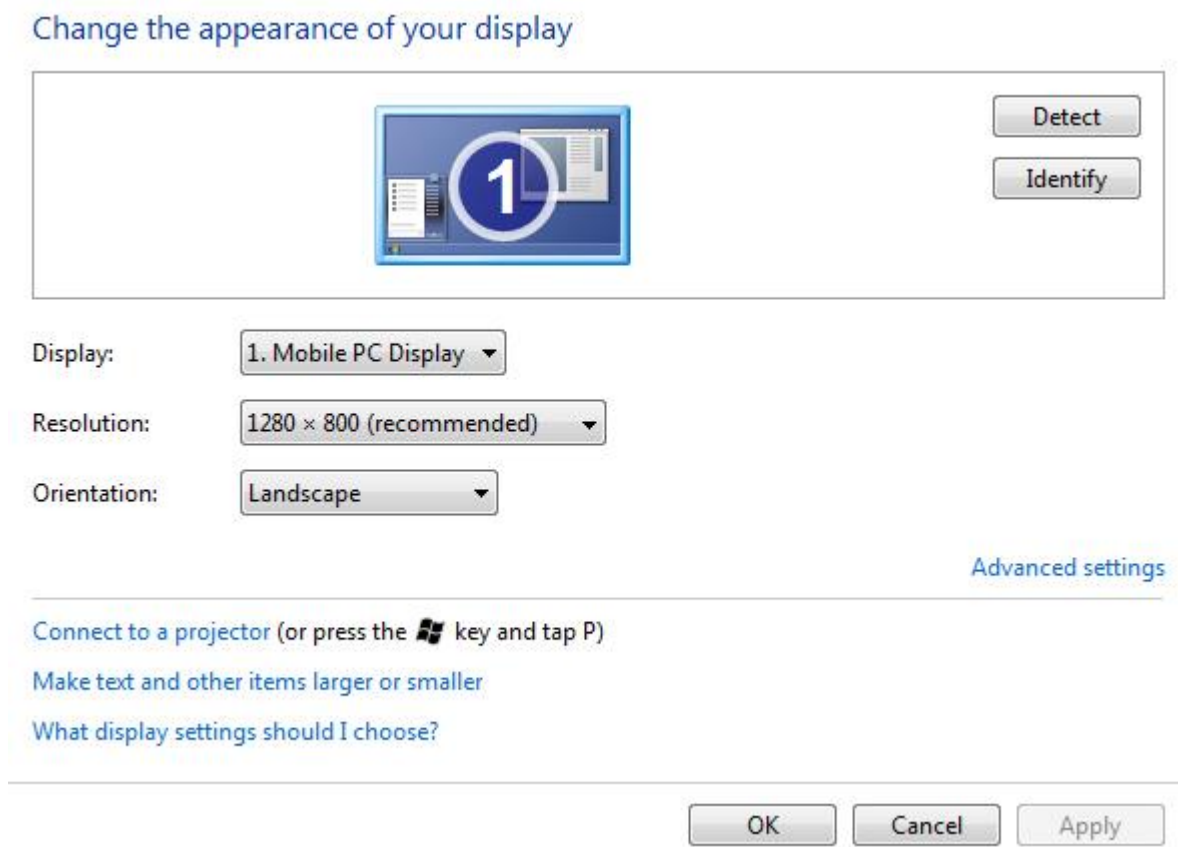 Change the appearance of your display
1
Detect
Identify
Display: 1. Mobile PC Display
Resolution: 1280 × 800 (recommended)
Orientation: Landscape
Advanced settings
Connect to a projector (or press the key and tap P)
Make text and other items larger or smaller
What display settings should I choose?
OK Cancel Apply